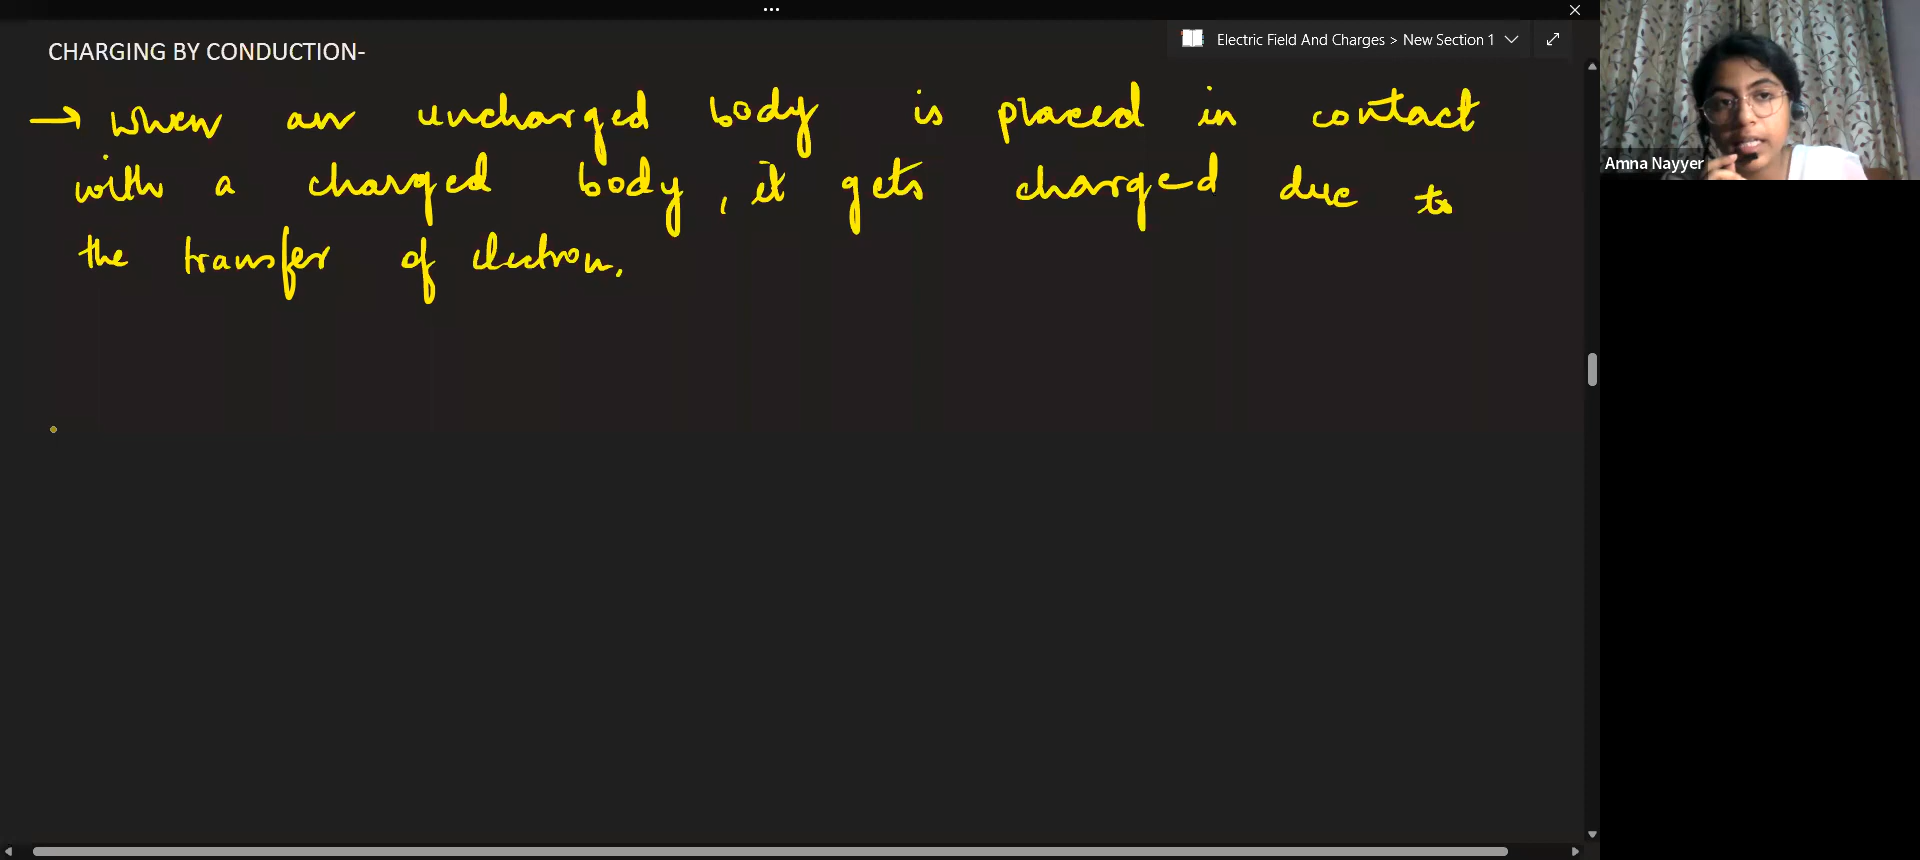 CHARGING BY CONDUCTION-
Electric Field And Charges > New Section 1
→ When an uncharged body is placed in contact
with a charged body, it gets charged due to
the transfer of electron.
Amna Nayyer